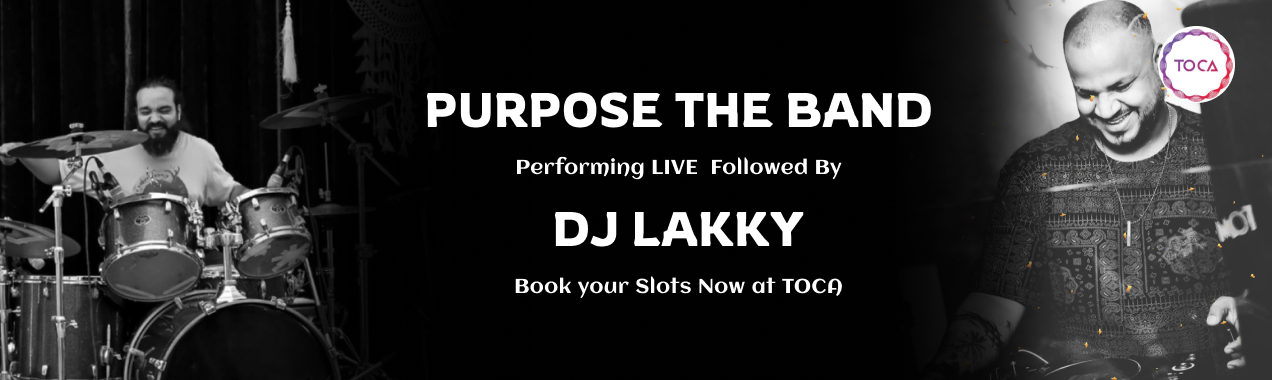 PURPOSE THE BAND
Performing LIVE Followed By
DJ LAKKY
Book your Slots Now at TOCA
TOCA